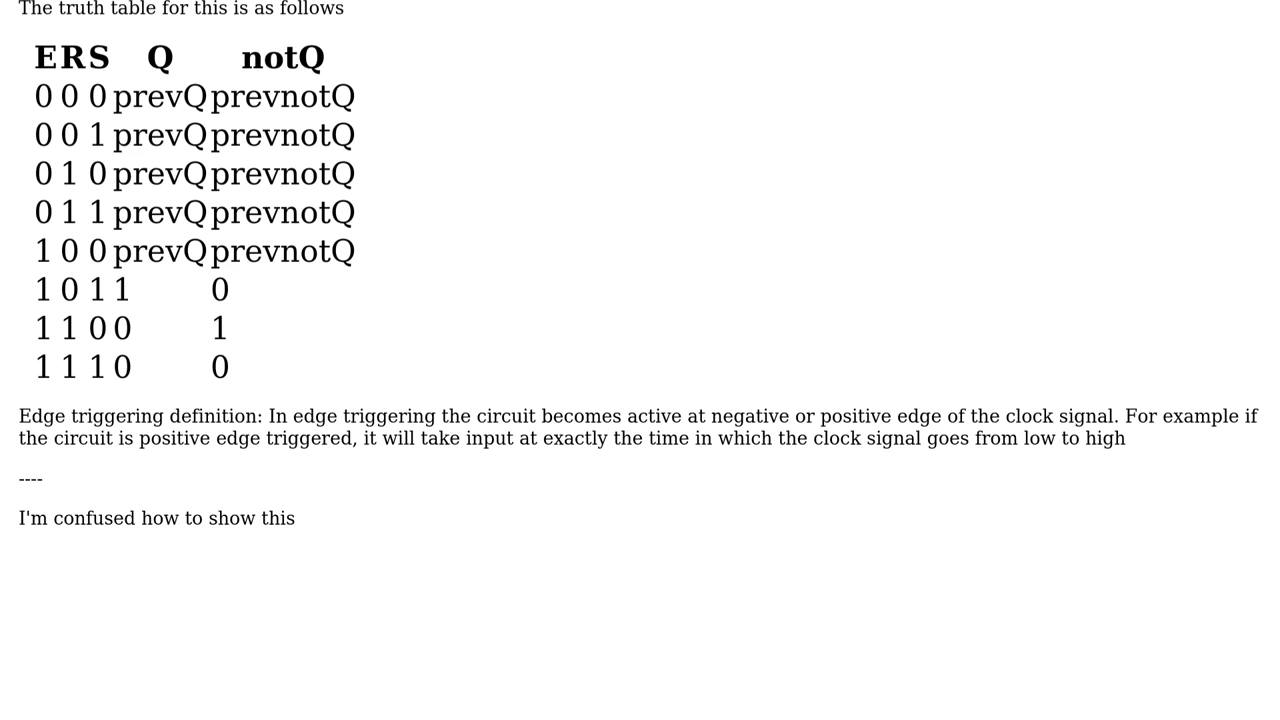 The truth table for this is as follows
E R S Q notQ
0 0 0 prevQ prevnotQ
0 0 1 prevQ prevnotQ
0 1 0 prevQ prevnotQ
0 1 1 prevQ prevnotQ
1 0 0 prevQ prevnotQ
1 0 1 1 0
1 1 0 0 1
1 1 1 0 0
Edge triggering definition: In edge triggering the circuit becomes active at negative or positive edge of the clock signal. For example if
the circuit is positive edge triggered, it will take input at exactly the time in which the clock signal goes from low to high
----
I'm confused how to show this